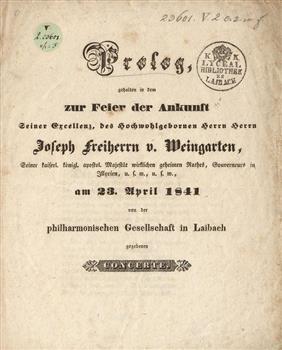 23601. V. 2.
V
Prolog,
K. K.
LYCEAL
BIBLIOTHEK
ZU
LAIBACH
gehalten in dem
zur Feier der Ankunft
Seiner Excellenz, des Hochwohlgebornen Herrn Herrn
Joseph Freiherrn v. Weingarten,
Seiner kaiserl. königl. apostol. Majestät wirklichen geheimen Rathes, Gouverneurs in
Illyrien, u. s. w., u. s. w.,
am 23. April 1841
von der
philharmonischen Gesellschaft in Laibach
gegebenen
CONCERTE.